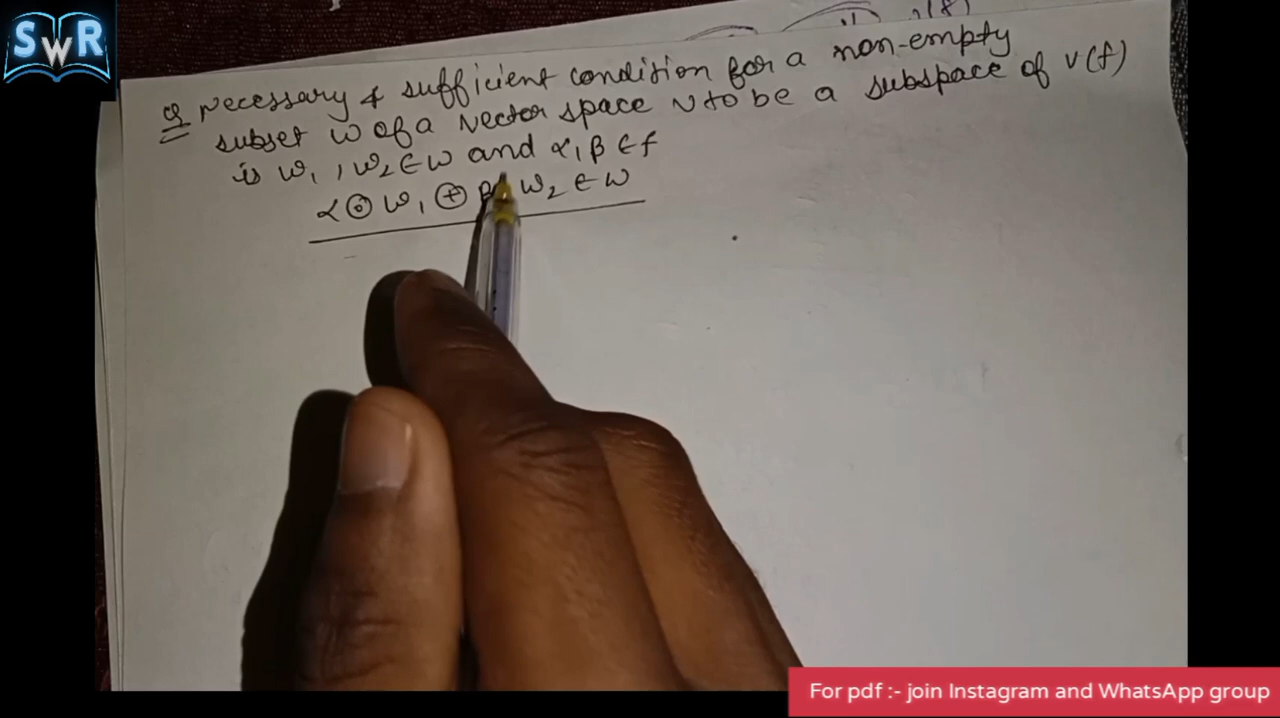 SWR
Q Necessary & sufficient condition for a non-empty
subset W of a vector space V to be a subspace of V(f)
is w₁, w₂ ∈ W and α, β ∈ f
α ⊙ w₁ ⊕ β w₂ ∈ W
For pdf :- join Instagram and WhatsApp group